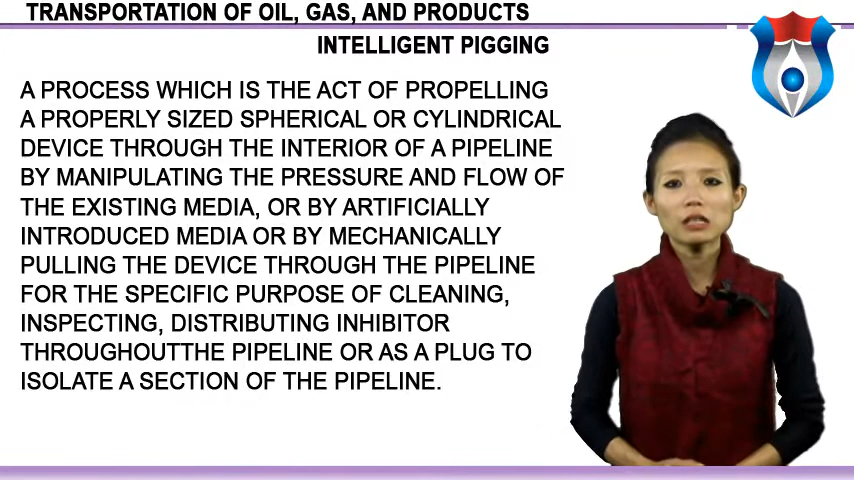 TRANSPORTATION OF OIL, GAS, AND PRODUCTS
INTELLIGENT PIGGING
A PROCESS WHICH IS THE ACT OF PROPELLING
A PROPERLY SIZED SPHERICAL OR CYLINDRICAL
DEVICE THROUGH THE INTERIOR OF A PIPELINE
BY MANIPULATING THE PRESSURE AND FLOW OF
THE EXISTING MEDIA, OR BY ARTIFICIALLY
INTRODUCED MEDIA OR BY MECHANICALLY
PULLING THE DEVICE THROUGH THE PIPELINE
FOR THE SPECIFIC PURPOSE OF CLEANING,
INSPECTING, DISTRIBUTING INHIBITOR
THROUGHOUTTHE PIPELINE OR AS A PLUG TO
ISOLATE A SECTION OF THE PIPELINE.